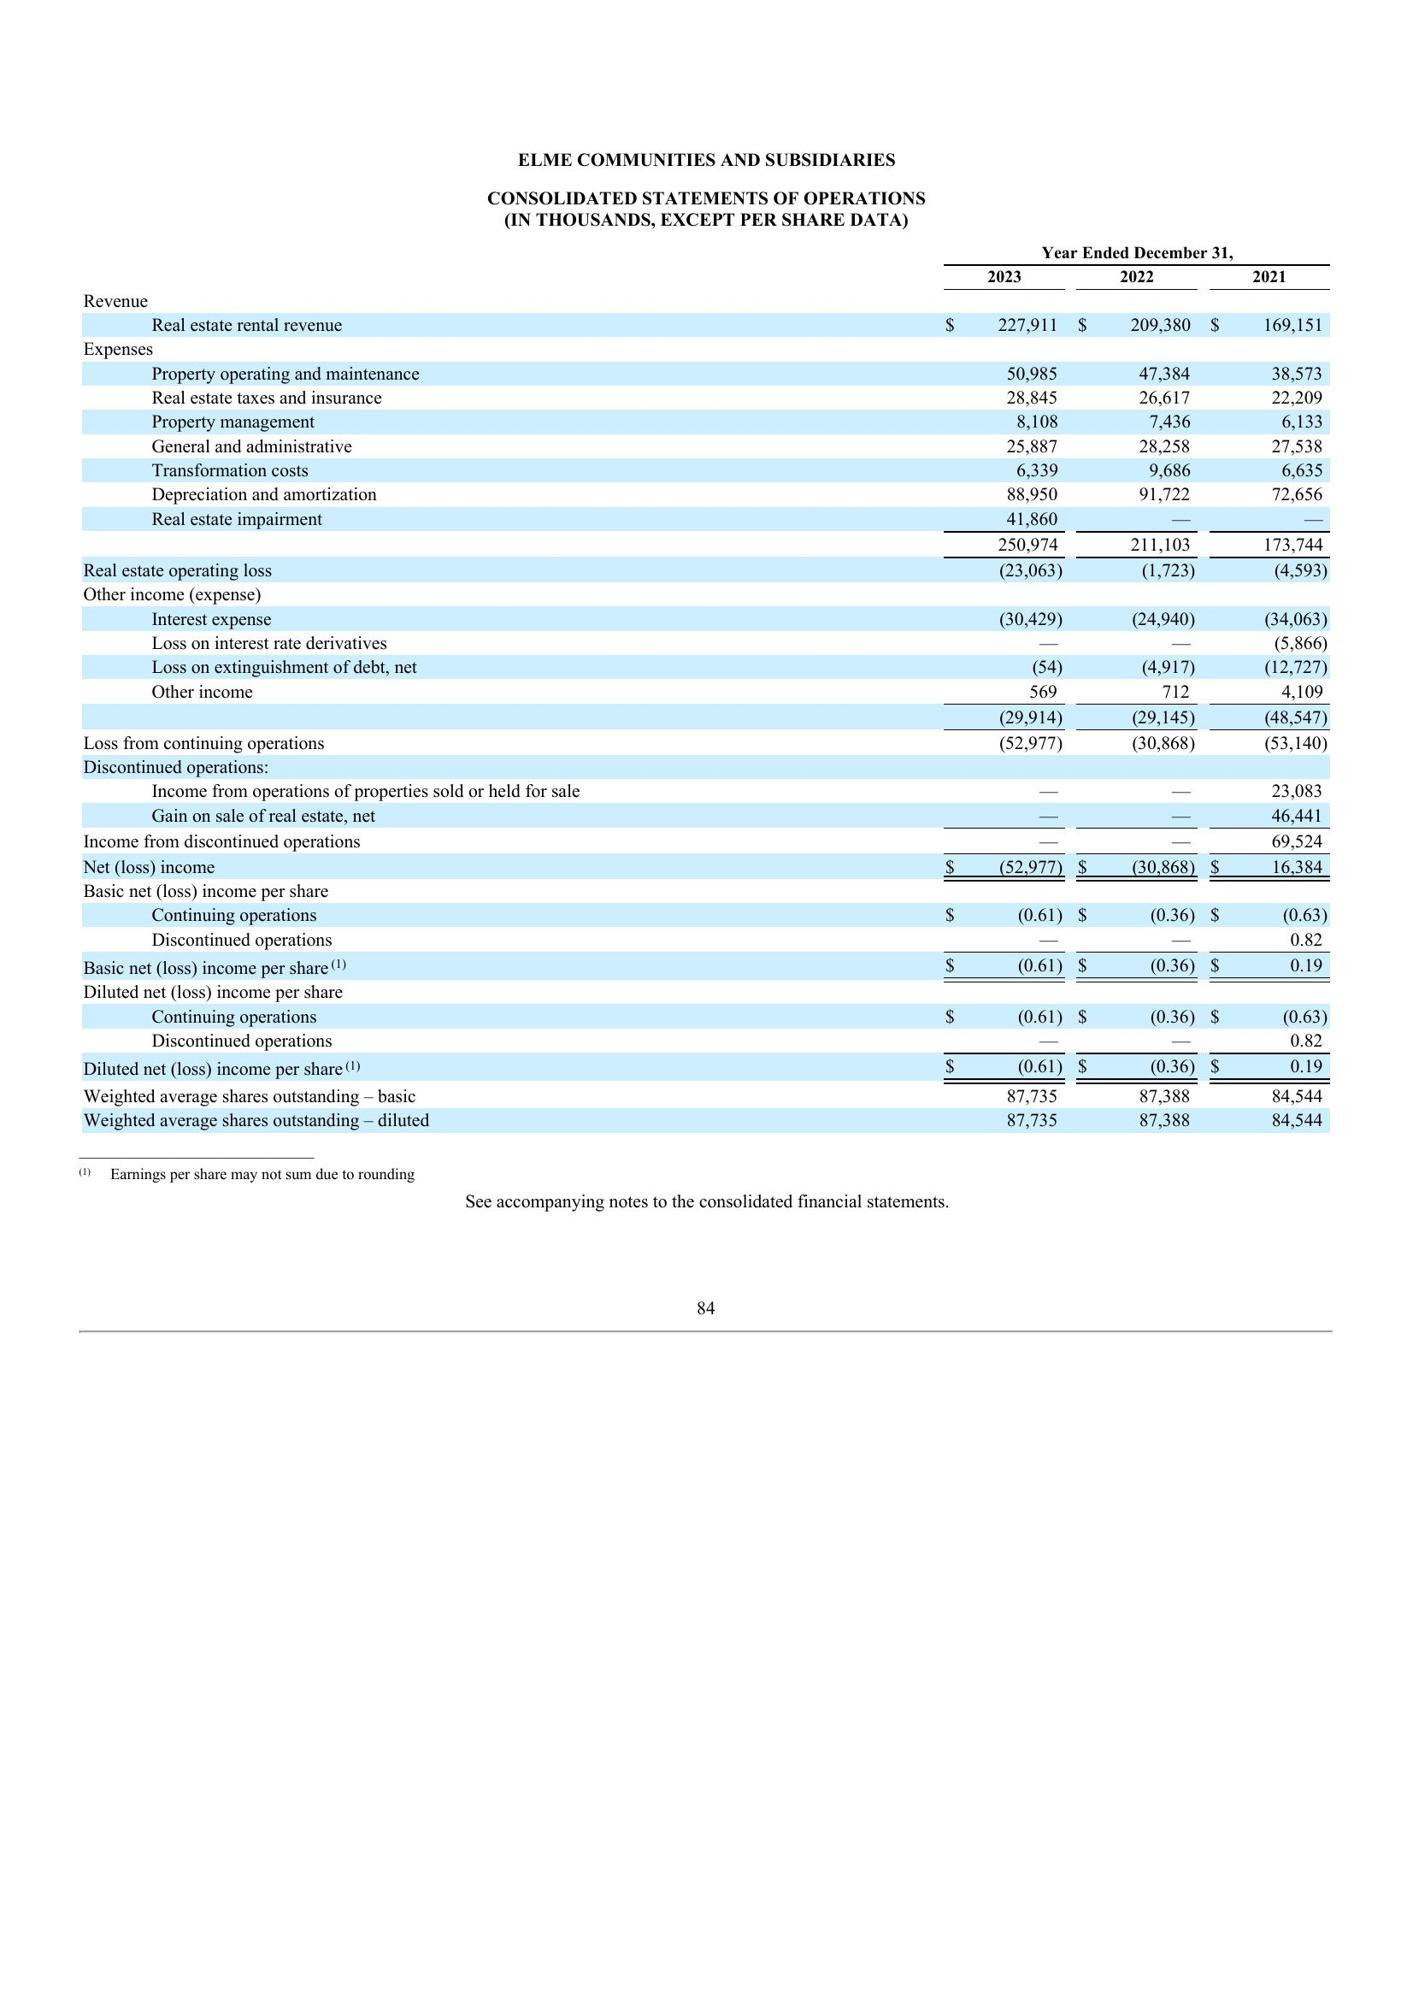 ELME COMMUNITIES AND SUBSIDIARIES
CONSOLIDATED STATEMENTS OF OPERATIONS
(IN THOUSANDS, EXCEPT PER SHARE DATA)
Year Ended December 31,
2023 2022 2021
Revenue
Real estate rental revenue $ 227,911 $ 209,380 $ 169,151
Expenses
Property operating and maintenance 50,985 47,384 38,573
Real estate taxes and insurance 28,845 26,617 22,209
Property management 8,108 7,436 6,133
General and administrative 25,887 28,258 27,538
Transformation costs 6,339 9,686 6,635
Depreciation and amortization 88,950 91,722 72,656
Real estate impairment 41,860 — —
250,974 211,103 173,744
Real estate operating loss (23,063) (1,723) (4,593)
Other income (expense)
Interest expense (30,429) (24,940) (34,063)
Loss on interest rate derivatives — — (5,866)
Loss on extinguishment of debt, net (54) (4,917) (12,727)
Other income 569 712 4,109
(29,914) (29,145) (48,547)
Loss from continuing operations (52,977) (30,868) (53,140)
Discontinued operations:
Income from operations of properties sold or held for sale — — 23,083
Gain on sale of real estate, net — — 46,441
Income from discontinued operations — — 69,524
Net (loss) income $ (52,977) $ (30,868) $ 16,384
Basic net (loss) income per share
Continuing operations $ (0.61) $ (0.36) $ (0.63)
Discontinued operations — — 0.82
Basic net (loss) income per share (1) $ (0.61) $ (0.36) $ 0.19
Diluted net (loss) income per share
Continuing operations $ (0.61) $ (0.36) $ (0.63)
Discontinued operations — — 0.82
Diluted net (loss) income per share (1) $ (0.61) $ (0.36) $ 0.19
Weighted average shares outstanding – basic 87,735 87,388 84,544
Weighted average shares outstanding – diluted 87,735 87,388 84,544
(1) Earnings per share may not sum due to rounding
See accompanying notes to the consolidated financial statements.
84